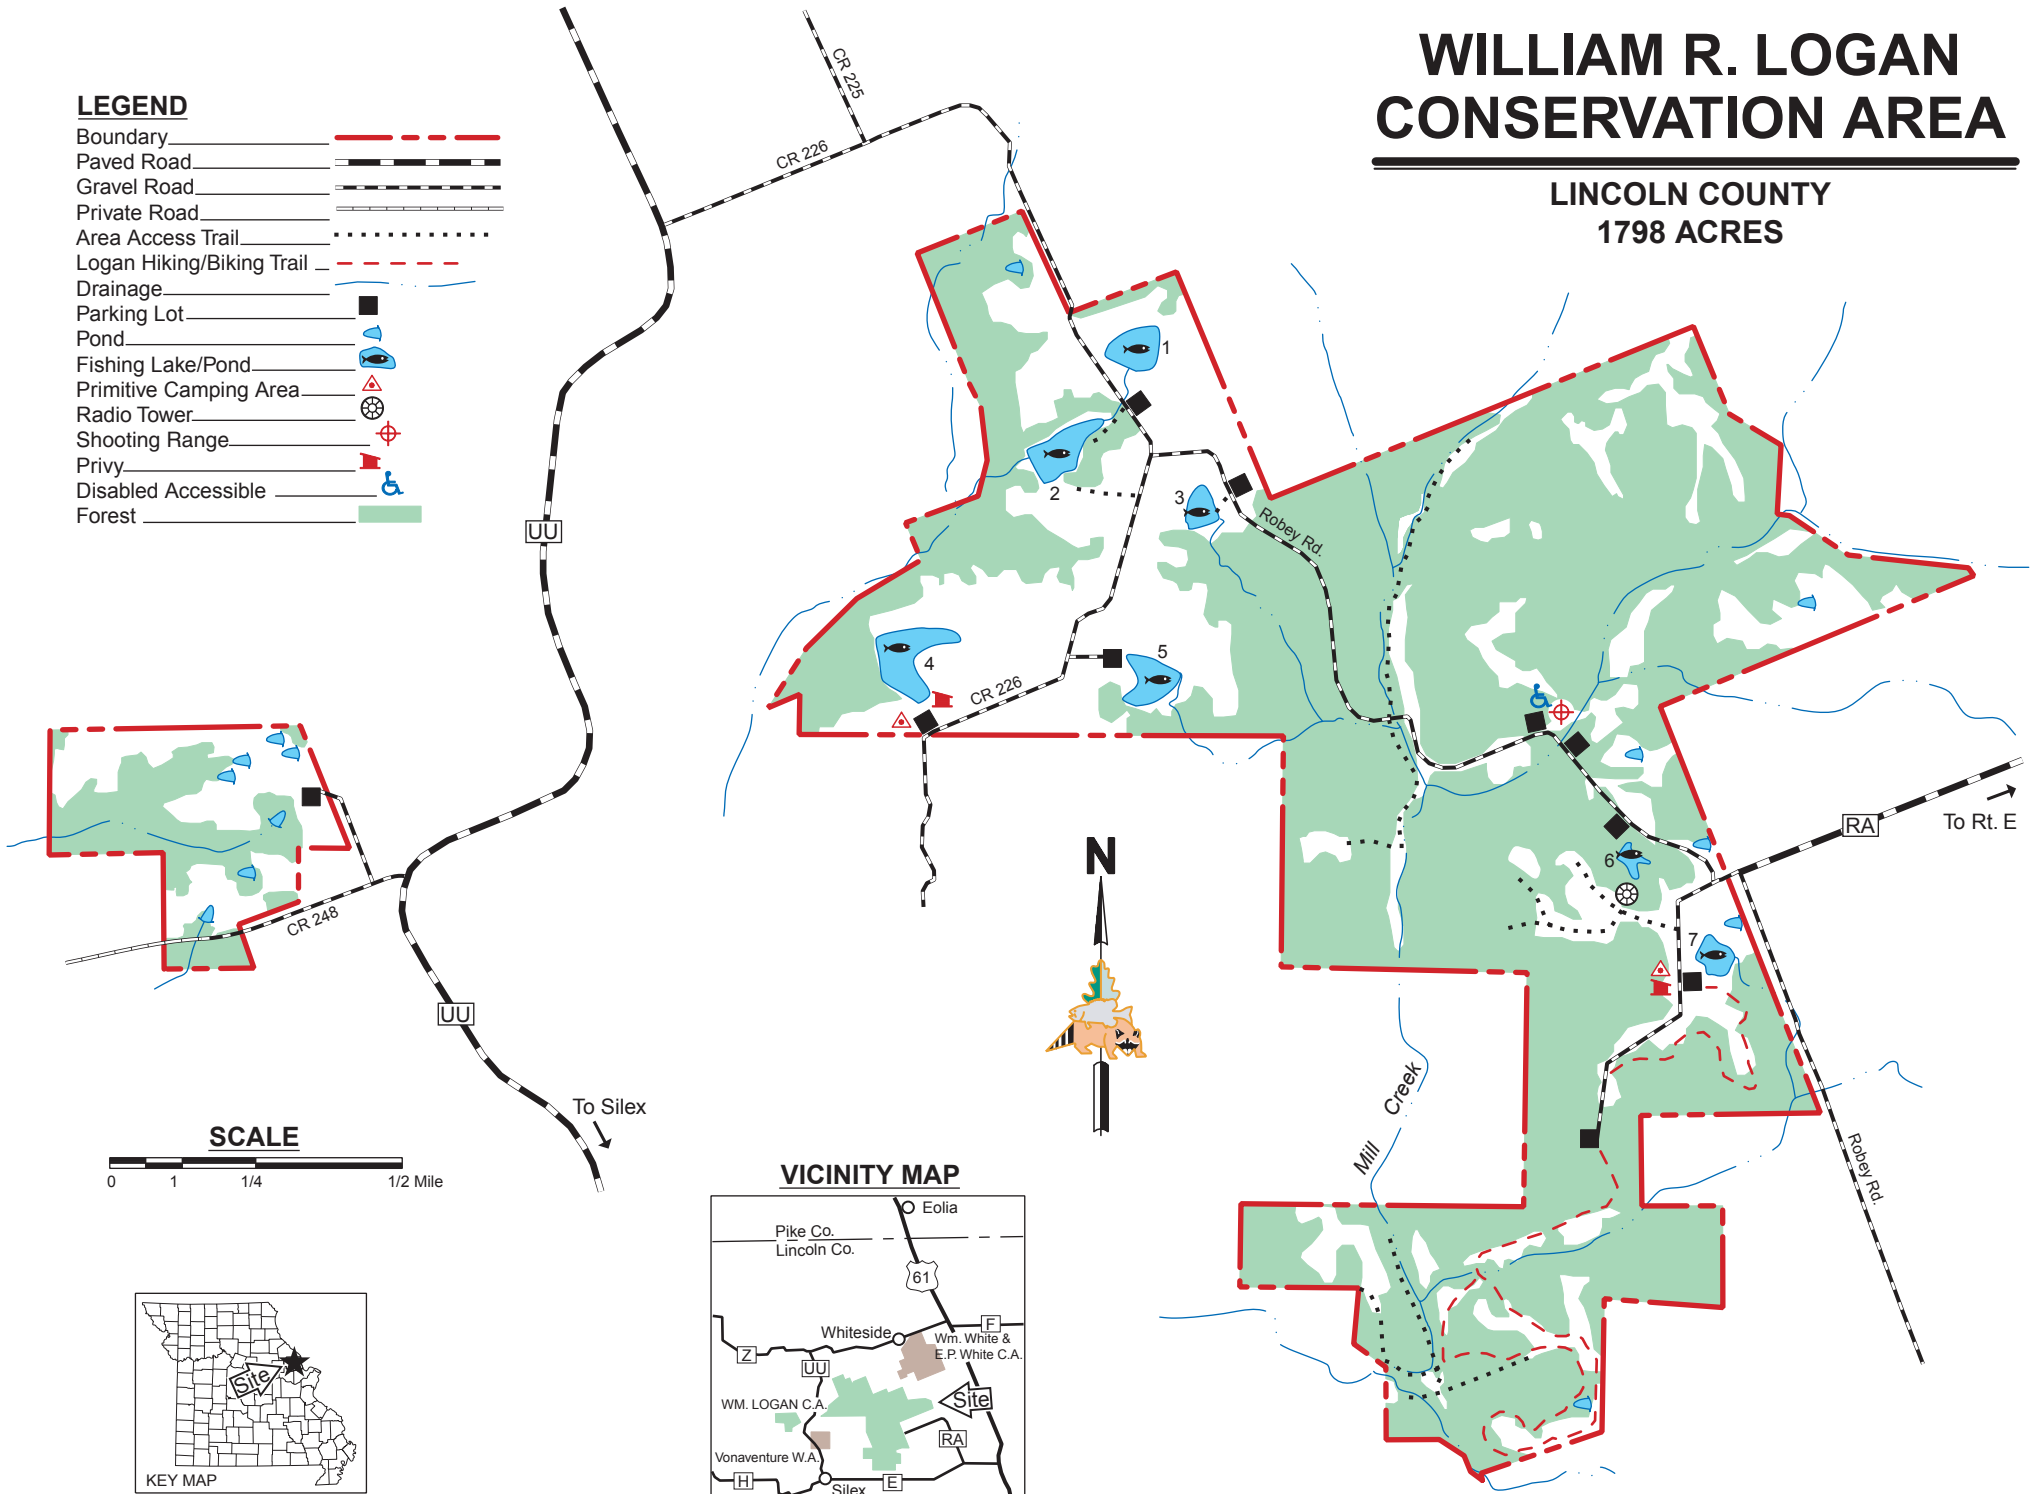 WILLIAM R. LOGAN
CONSERVATION AREA
LINCOLN COUNTY
1798 ACRES
LEGEND
Boundary
Paved Road
Gravel Road
Private Road
Area Access Trail
Logan Hiking/Biking Trail
Drainage
Parking Lot
Pond
Fishing Lake/Pond
Primitive Camping Area
Radio Tower
Shooting Range
Privy
Disabled Accessible
Forest
CR 225
CR 226
1
2
3
Robey Rd.
UU
4
5
CR 226
RA
To Rt. E
6
7
CR 248
UU
N
To Silex
Mill Creek
Robey Rd.
SCALE
0 1 1/4 1/2 Mile
VICINITY MAP
Eolia
Pike Co.
Lincoln Co.
61
Whiteside
F
Wm. White &
E.P. White C.A.
Z
UU
WM. LOGAN C.A.
Site
RA
Vonaventure W.A.
H
E
Silex
Site
KEY MAP